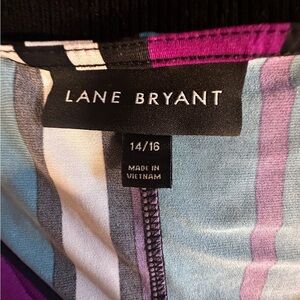 LANE BRYANT
14/16
MADE IN
VIETNAM